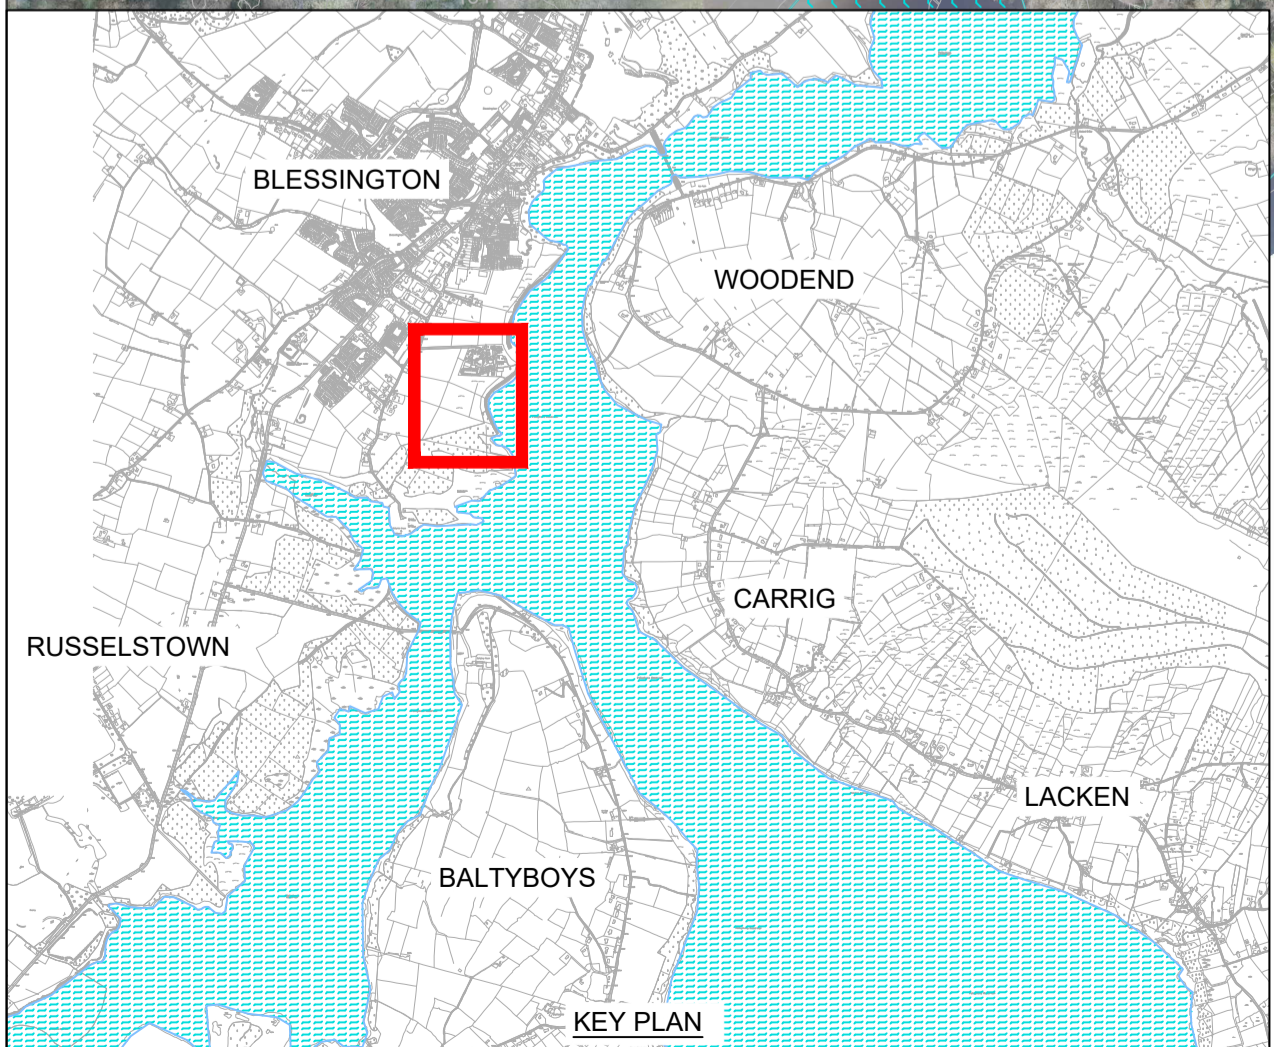 BLESSINGTON
WOODEND
CARRIG
RUSSELSTOWN
LACKEN
BALTYBOYS
KEY PLAN